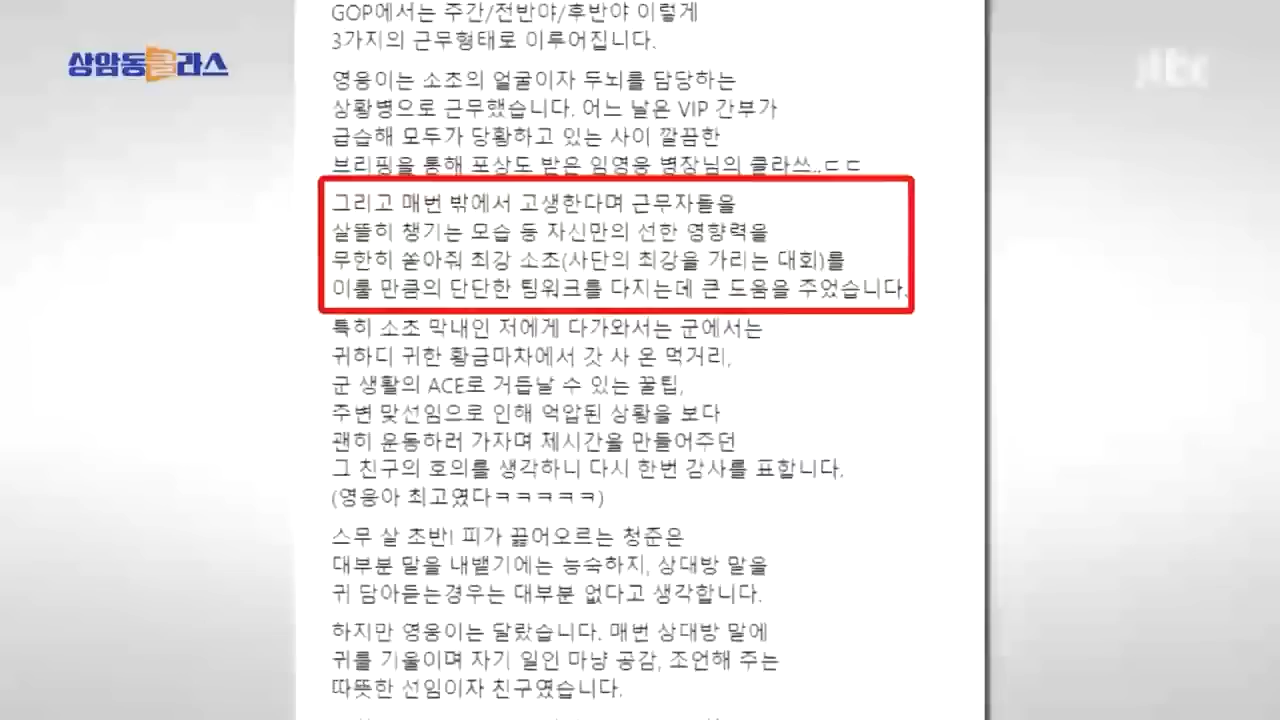 GOP에서는 주간/전반야/후반야 이렇게
3가지의 근무형태로 이루어집니다.
상암동클라스
jtbc
영웅이는 소초의 얼굴이자 두뇌를 담당하는
상황병으로 근무했습니다. 어느 날은 VIP 간부가
급습해 모두가 당황하고 있는 사이 깔끔한
브리핑을 통해 포상도 받은 임영웅 병장님의 클라쓰..ㄷㄷ
그리고 매번 밖에서 고생한다며 근무자들을
살뜰히 챙기는 모습 등 자신만의 선한 영향력을
무한히 쏟아줘 최강 소초(사단의 최강을 가리는 대회)를
이룰 만큼의 단단한 팀워크를 다지는데 큰 도움을 주었습니다.
특히 소초 막내인 저에게 다가와서는 군에서는
귀하디 귀한 황금마차에서 갓 사 온 먹거리,
군 생활의 ACE로 거듭날 수 있는 꿀팁,
주변 맞선임으로 인해 억압된 상황을 보다
괜히 운동하러 가자며 제시간을 만들어주던
그 친구의 호의를 생각하니 다시 한번 감사를 표합니다.
(영웅아 최고였다ㅋㅋㅋㅋㅋ)
스무 살 초반! 피가 끓어오르는 청춘은
대부분 말을 내뱉기에는 능숙하지, 상대방 말을
귀 담아듣는경우는 대부분 없다고 생각합니다.
하지만 영웅이는 달랐습니다. 매번 상대방 말에
귀를 기울이며 자기 일인 마냥 공감, 조언해 주는
따뜻한 선임이자 친구였습니다.